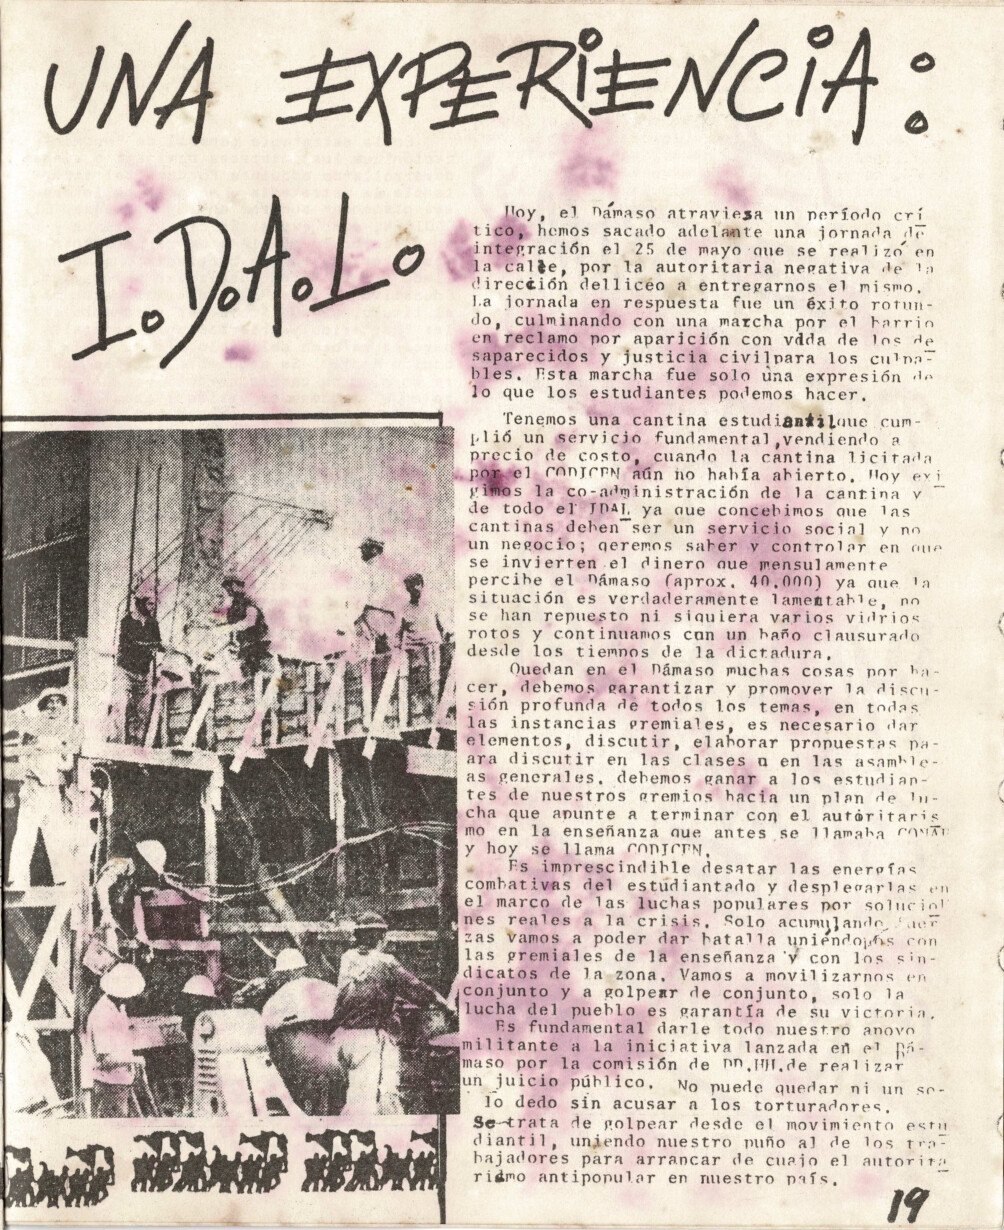 UNA EXPERIENCIA:
I.D.A.L.
Hoy, el Dámaso atraviesa un período crí
tico, hemos sacado adelante una jornada de
integración el 25 de mayo que se realizó en
la calle, por la autoritaria negativa de la
dirección delliceo a entregarnos el mismo.
La jornada en respuesta fue un éxito rotun-
do, culminando con una marcha por el barrio
en reclamo por aparición con vida de los de
saparecidos y justicia civilpara los culpa-
bles. Esta marcha fue solo una expresión de
lo que los estudiantes podemos hacer.
Tenemos una cantina estudiantilque cum-
plió un servicio fundamental,vendiendo a
precio de costo, cuando la cantina licitada
por el CODICEN aún no había abierto. Hoy exi
gimos la co-administración de la cantina y
de todo el IDAL ya que concebimos que las
cantinas deben ser un servicio social y no
un negocio; qeremos saber y controlar en que
se invierten el dinero que mensulamente
percibe el Dámaso (aprox. 40.000) ya que la
situación es verdaderamente lamentable, no
se han repuesto ni siquiera varios vidrios
rotos y continuamos con un baño clausurado
desde los tiempos de la dictadura.
Quedan en el Dámaso muchas cosas por ha-
cer, debemos garantizar y promover la discu-
sión profunda de todos los temas, en todas
las instancias gremiales, es necesario dar
elementos, discutir, elaborar propuestas pa-
ara discutir en las clases o en las asamble-
as generales. debemos ganar a los estudian-
tes de nuestros gremios hacia un plan de lu-
cha que apunte a terminar con el autoritaris
mo en la enseñanza que antes se llamaba CONAE
y hoy se llama CODICEN.
Es imprescindible desatar las energías
combativas del estudiantado y desplegarlas en
el marco de las luchas populares por solucio
nes reales a la crisis. Solo acumulando fuer
zas vamos a poder dar batalla uniéndonos con
las gremiales de la enseñanza y con los sin-
dicatos de la zona. Vamos a movilizarnos en
conjunto y a golpear de conjunto, solo la
lucha del pueblo es garantía de su victoria.
Es fundamental darle todo nuestro apoyo
militante a la iniciativa lanzada en el Dá-
maso por la comisión de DD.HH.de realizar
un juicio público. No puede quedar ni un so-
lo dedo sin acusar a los torturadores.
Se trata de golpear desde el movimiento estu
diantil, uniendo nuestro puño al de los tra-
bajadores para arrancar de cuajo el autorita
rismo antipopular en nuestro país.
19